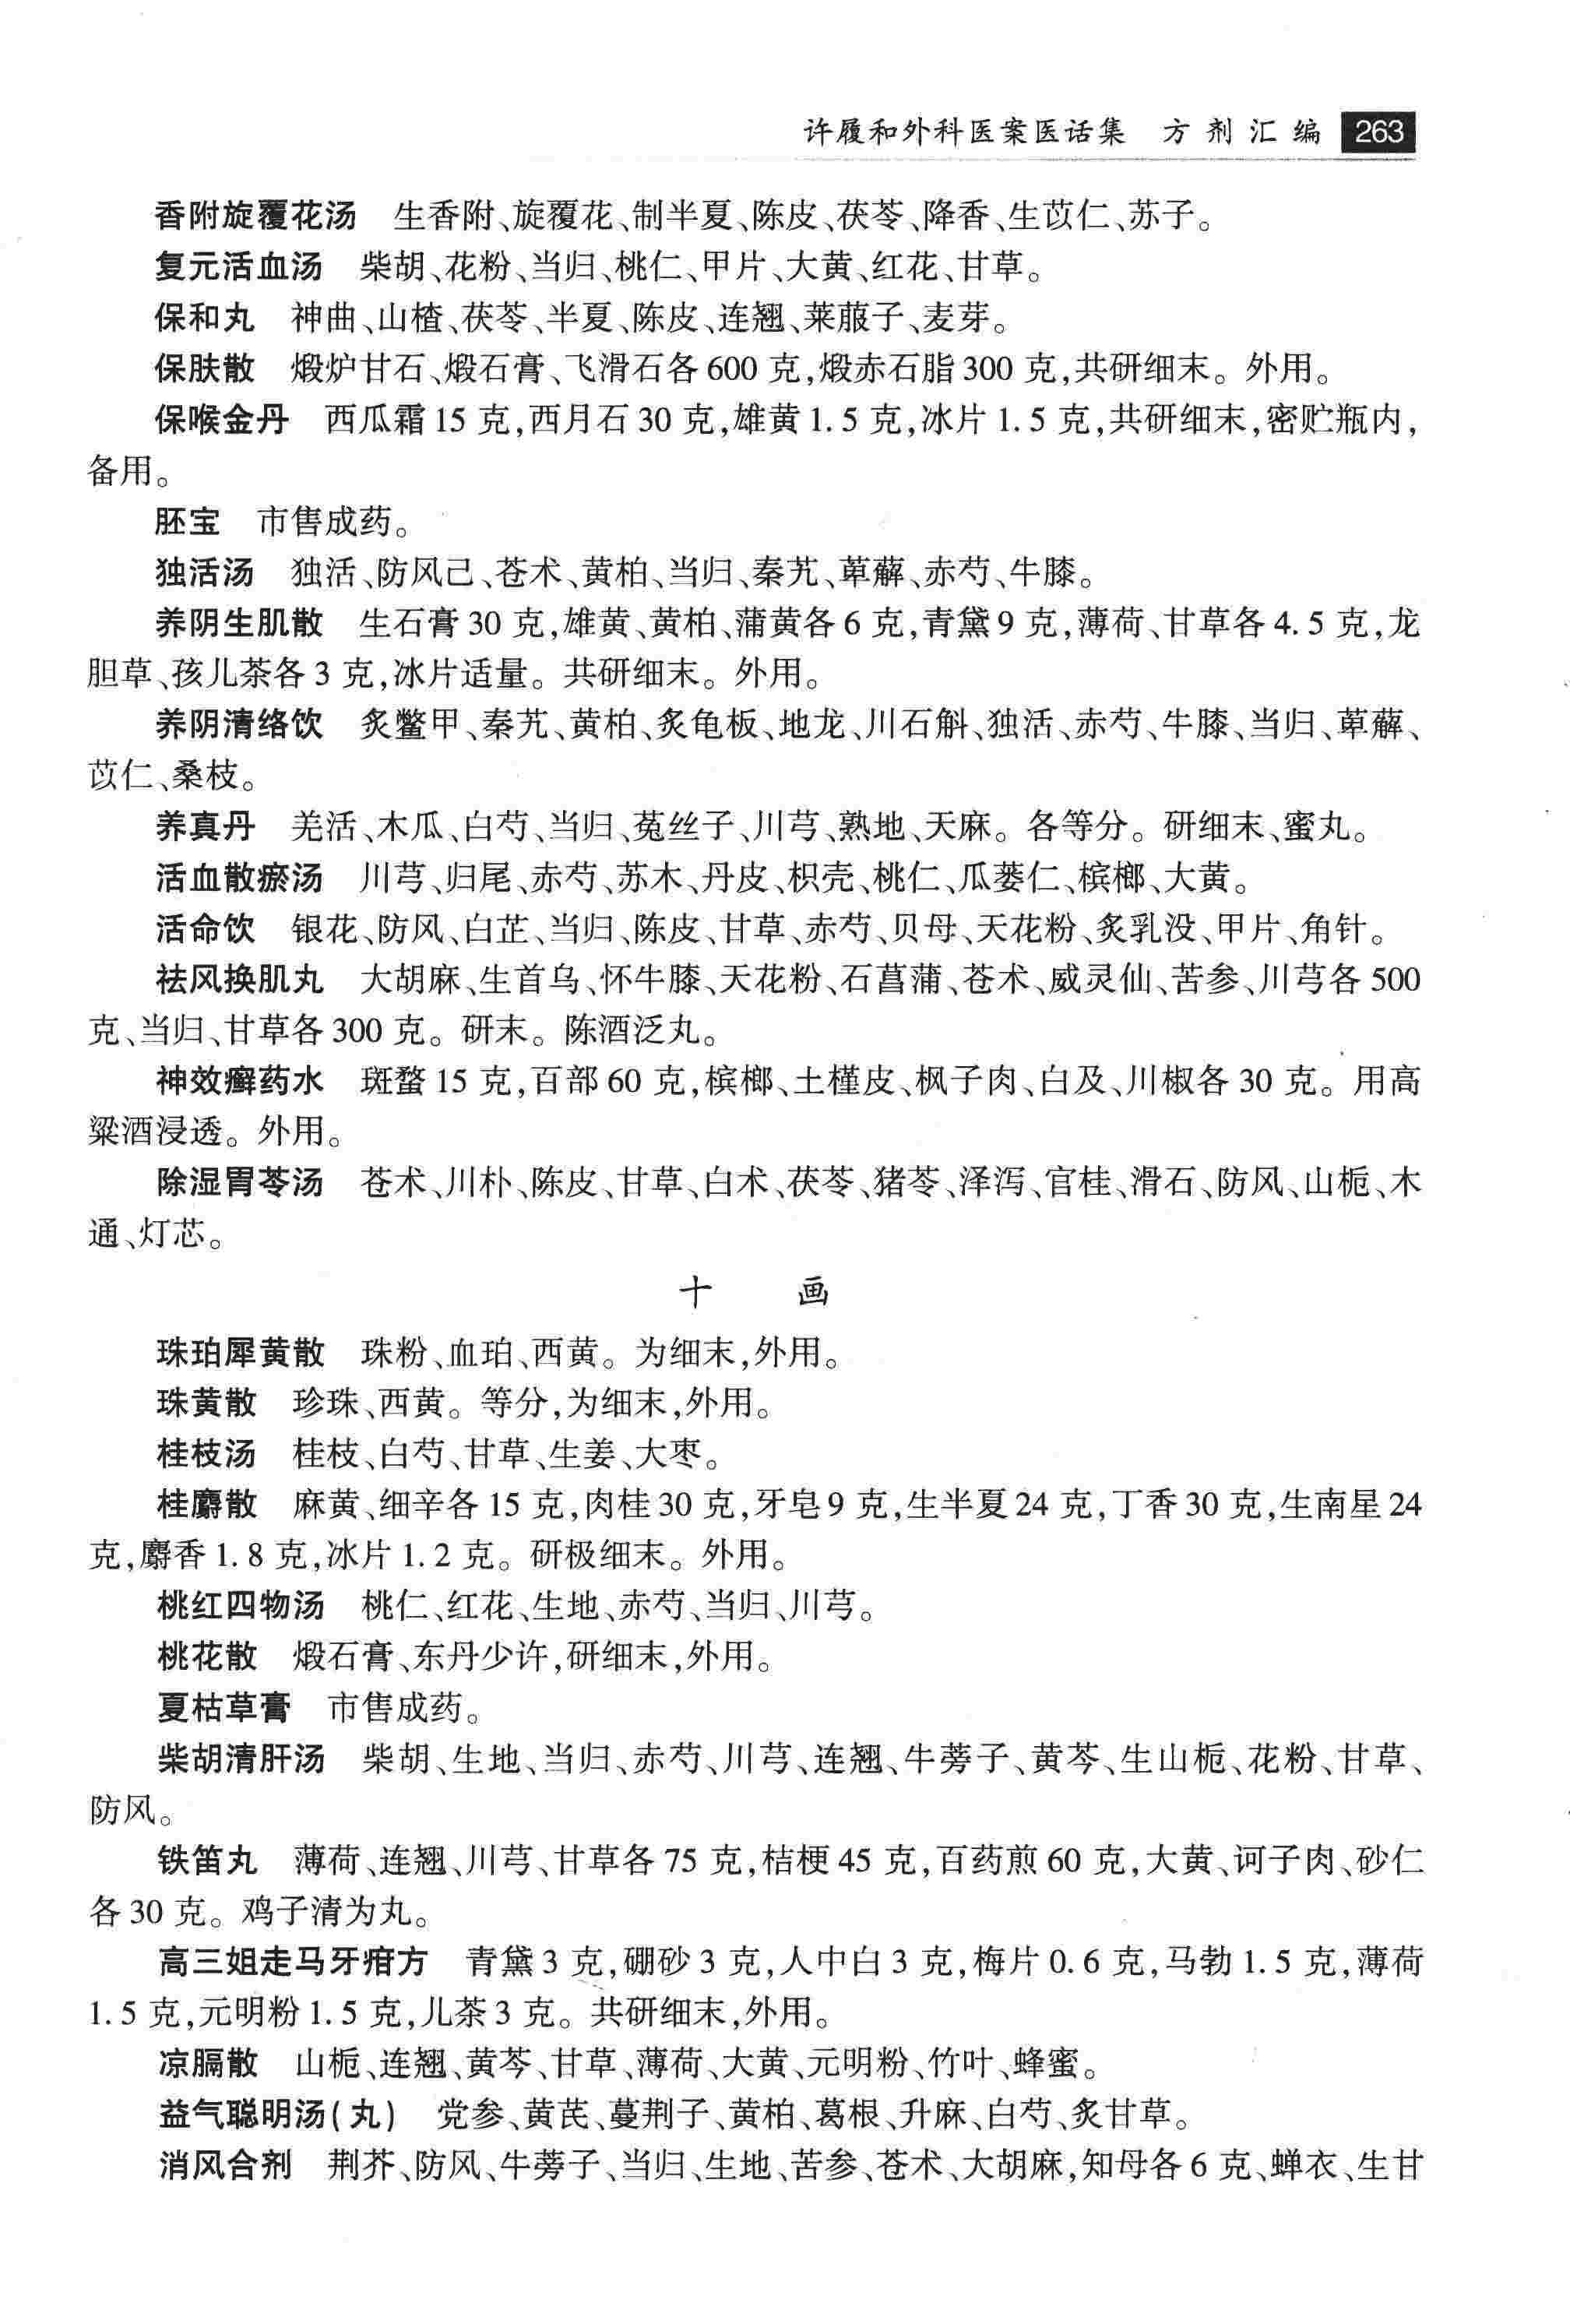 许履和外科医案医话集 方剂汇编 263
香附旋覆花汤 生香附、旋覆花、制半夏、陈皮、茯苓、降香、生苡仁、苏子。
复元活血汤 柴胡、花粉、当归、桃仁、甲片、大黄、红花、甘草。
保和丸 神曲、山楂、茯苓、半夏、陈皮、连翘、莱菔子、麦芽。
保肤散 煅炉甘石、煅石膏、飞滑石各600克,煅赤石脂300克,共研细末。外用。
保喉金丹 西瓜霜15克,西月石30克,雄黄1.5克,冰片1.5克,共研细末,密贮瓶内,
备用。
胚宝 市售成药。
独活汤 独活、防风己、苍术、黄柏、当归、秦艽、萆薢、赤芍、牛膝。
养阴生肌散 生石膏30克,雄黄、黄柏、蒲黄各6克,青黛9克,薄荷、甘草各4.5克,龙
胆草、孩儿茶各3克,冰片适量。共研细末。外用。
养阴清络饮 炙鳖甲、秦艽、黄柏、炙龟板、地龙、川石斛、独活、赤芍、牛膝、当归、萆薢、
苡仁、桑枝。
养真丹 羌活、木瓜、白芍、当归、菟丝子、川芎、熟地、天麻。各等分。研细末、蜜丸。
活血散瘀汤 川芎、归尾、赤芍、苏木、丹皮、枳壳、桃仁、瓜蒌仁、槟榔、大黄。
活命饮 银花、防风、白芷、当归、陈皮、甘草、赤芍、贝母、天花粉、炙乳没、甲片、角针。
祛风换肌丸 大胡麻、生首乌、怀牛膝、天花粉、石菖蒲、苍术、威灵仙、苦参、川芎各500
克、当归、甘草各300克。研末。陈酒泛丸。
神效癣药水 斑蝥15克,百部60克,槟榔、土槿皮、枫子肉、白及、川椒各30克。用高
粱酒浸透。外用。
除湿胃苓汤 苍术、川朴、陈皮、甘草、白术、茯苓、猪苓、泽泻、官桂、滑石、防风、山栀、木
通、灯芯。
十 画
珠珀犀黄散 珠粉、血珀、西黄。为细末,外用。
珠黄散 珍珠、西黄。等分,为细末,外用。
桂枝汤 桂枝、白芍、甘草、生姜、大枣。
桂麝散 麻黄、细辛各15克,肉桂30克,牙皂9克,生半夏24克,丁香30克,生南星24
克,麝香1.8克,冰片1.2克。研极细末。外用。
桃红四物汤 桃仁、红花、生地、赤芍、当归、川芎。
桃花散 煅石膏、东丹少许,研细末,外用。
夏枯草膏 市售成药。
柴胡清肝汤 柴胡、生地、当归、赤芍、川芎、连翘、牛蒡子、黄芩、生山栀、花粉、甘草、
防风。
铁笛丸 薄荷、连翘、川芎、甘草各75克,桔梗45克,百药煎60克,大黄、诃子肉、砂仁
各30克。鸡子清为丸。
高三姐走马牙疳方 青黛3克,硼砂3克,人中白3克,梅片0.6克,马勃1.5克,薄荷
1.5克,元明粉1.5克,儿茶3克。共研细末,外用。
凉膈散 山栀、连翘、黄芩、甘草、薄荷、大黄、元明粉、竹叶、蜂蜜。
益气聪明汤(丸) 党参、黄芪、蔓荆子、黄柏、葛根、升麻、白芍、炙甘草。
消风合剂 荆芥、防风、牛蒡子、当归、生地、苦参、苍术、大胡麻,知母各6克、蝉衣、生甘